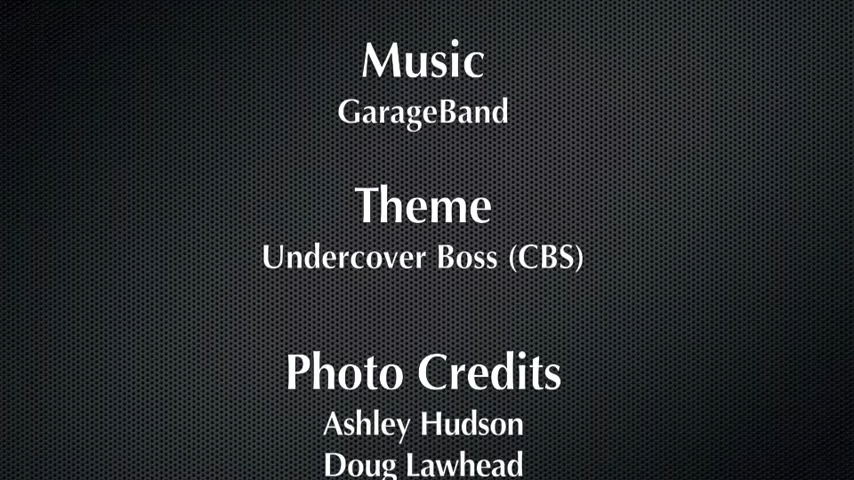 Music
GarageBand
Theme
Undercover Boss (CBS)
Photo Credits
Ashley Hudson
Doug Lawhead